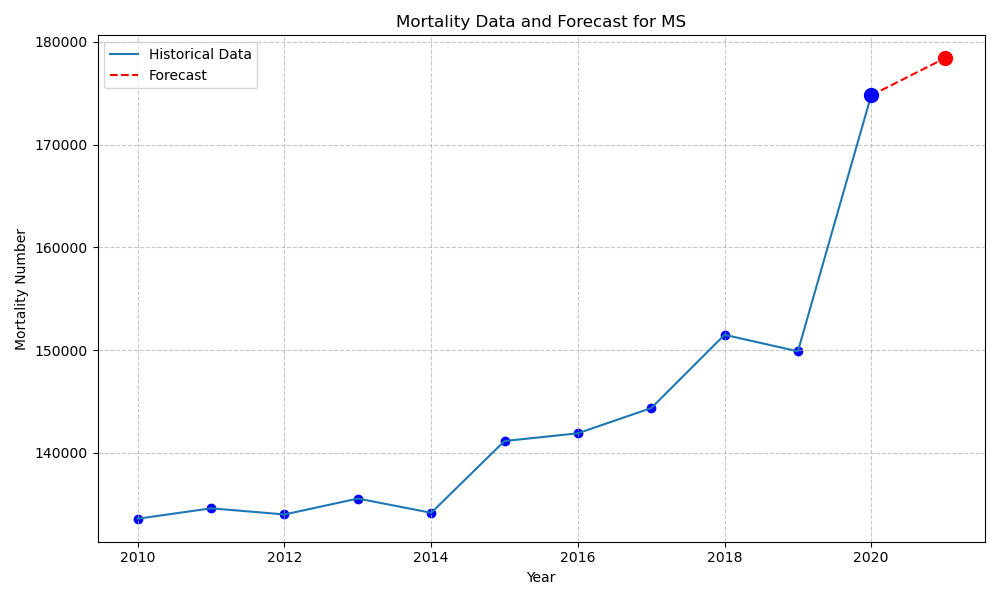 Mortality Data and Forecast for MS
Historical Data
Forecast
180000
170000
160000
150000
140000
Mortality Number
2010 2012 2014 2016 2018 2020
Year